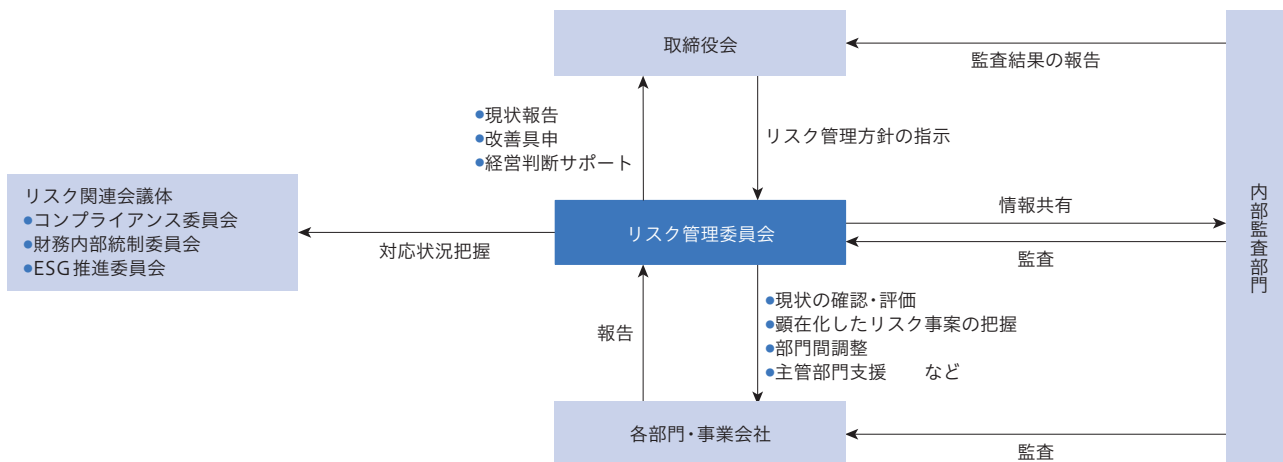 取締役会
監査結果の報告
●現状報告
●改善具申
●経営判断サポート
リスク管理方針の指示
リスク関連会議体
●コンプライアンス委員会
●財務内部統制委員会
●ESG推進委員会
対応状況把握
リスク管理委員会
情報共有
監査
内部監査部門
報告
●現状の確認・評価
●顕在化したリスク事案の把握
●部門間調整
●主管部門支援　　など
各部門・事業会社
監査